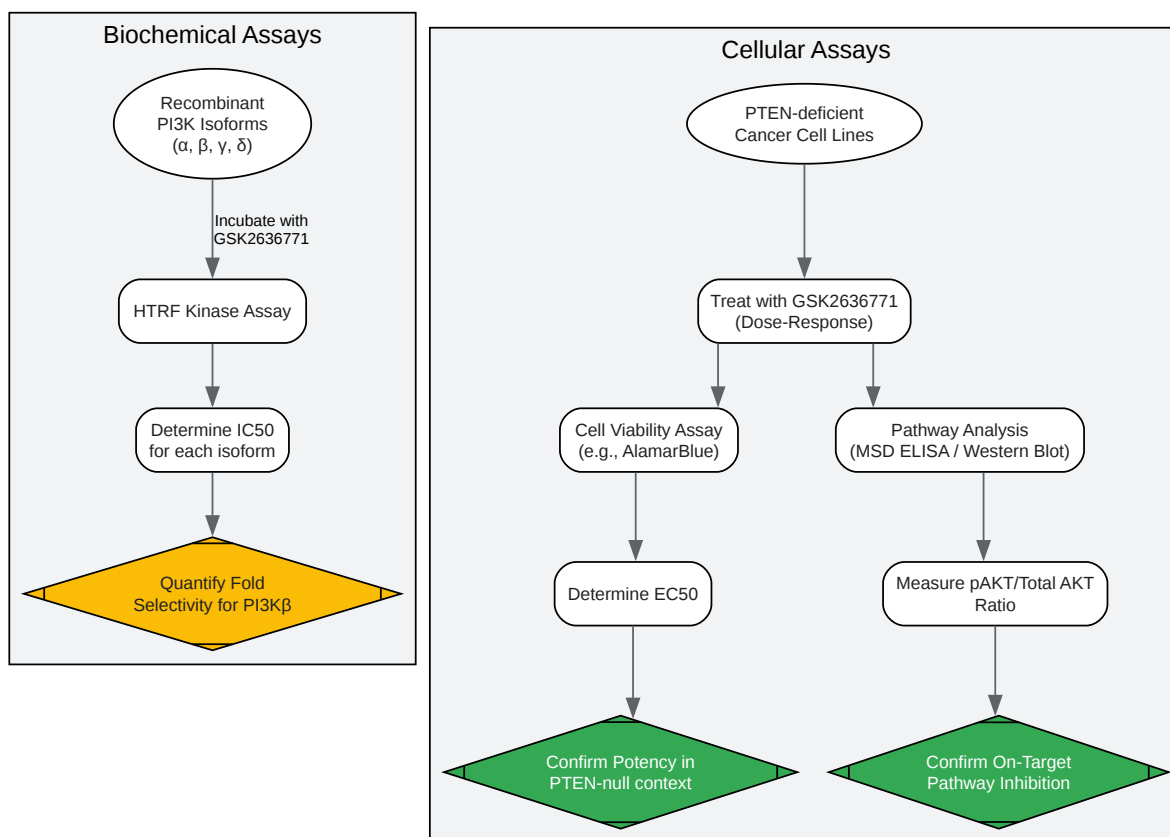 Biochemical Assays
Recombinant
PI3K Isoforms
(α, β, γ, δ)
Incubate with
GSK2636771
HTRF Kinase Assay
Determine IC50
for each isoform
Quantify Fold
Selectivity for PI3Kβ
Cellular Assays
PTEN-deficient
Cancer Cell Lines
Treat with GSK2636771
(Dose-Response)
Cell Viability Assay
(e.g., AlamarBlue)
Determine EC50
Confirm Potency in
PTEN-null context
Pathway Analysis
(MSD ELISA / Western Blot)
Measure pAKT/Total AKT
Ratio
Confirm On-Target
Pathway Inhibition